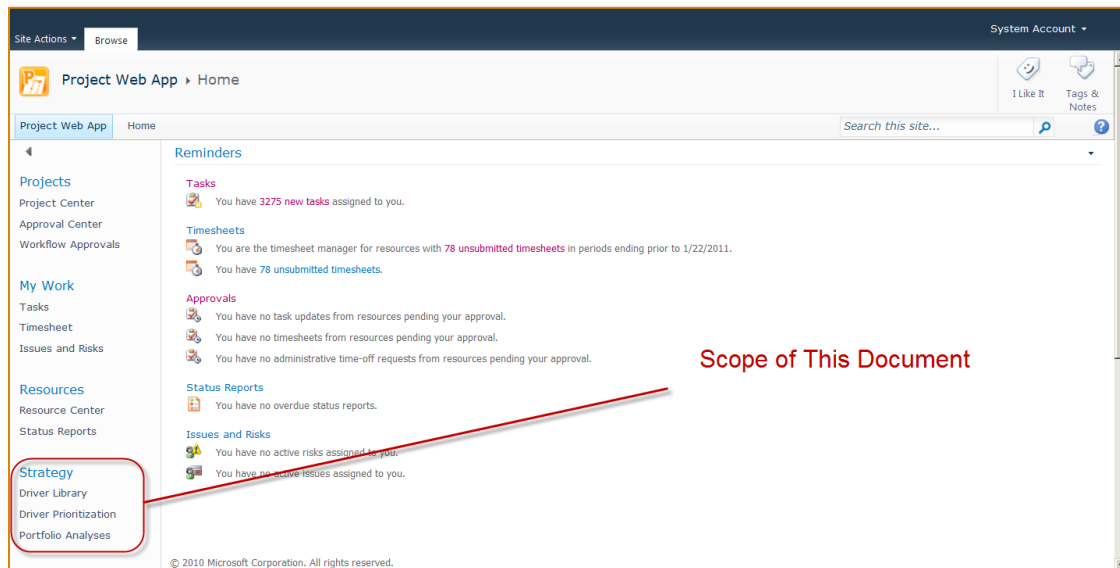 System Account
Site Actions Browse
Project Web App Home
I Like It Tags & Notes
Project Web App Home Search this site...
Reminders
Projects
Project Center
Approval Center
Workflow Approvals
My Work
Tasks
Timesheet
Issues and Risks
Resources
Resource Center
Status Reports
Strategy
Driver Library
Driver Prioritization
Portfolio Analyses
Tasks
You have 3275 new tasks assigned to you.
Timesheets
You are the timesheet manager for resources with 78 unsubmitted timesheets in periods ending prior to 1/22/2011.
You have 78 unsubmitted timesheets.
Approvals
You have no task updates from resources pending your approval.
You have no timesheets from resources pending your approval.
You have no administrative time-off requests from resources pending your approval.
Status Reports
You have no overdue status reports.
Issues and Risks
You have no active risks assigned to you.
You have no active issues assigned to you.
Scope of This Document
© 2010 Microsoft Corporation. All rights reserved.